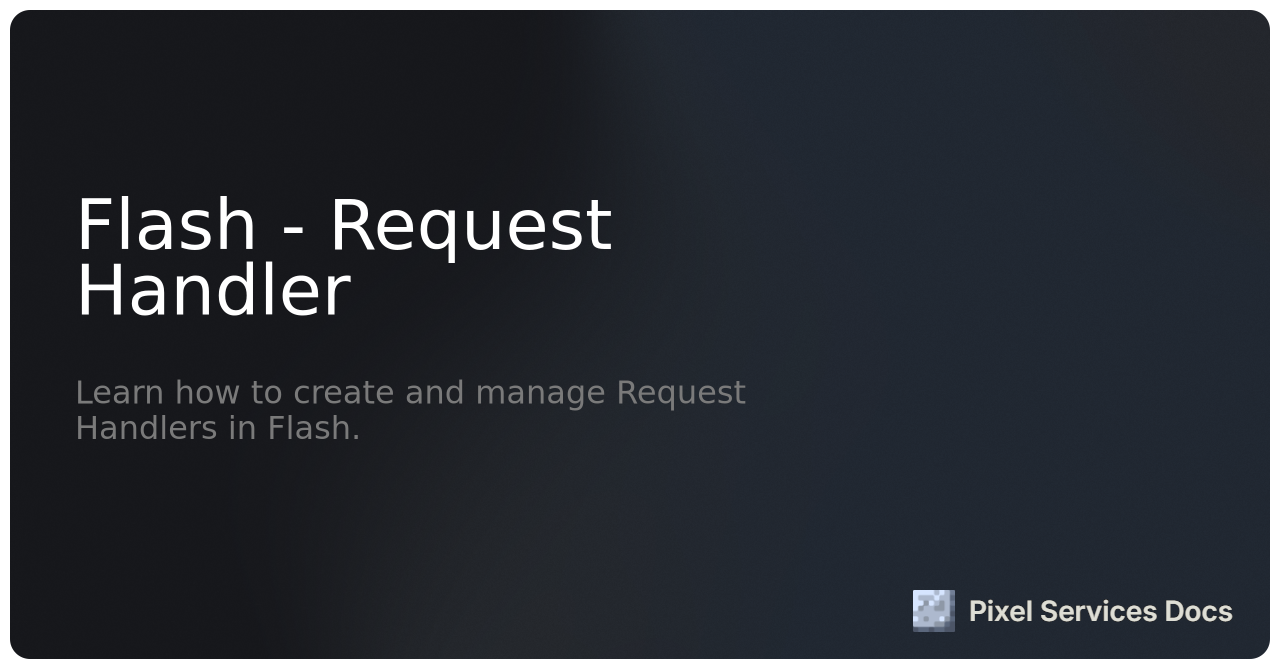 Flash - Request
Handler
Learn how to create and manage Request
Handlers in Flash.
Pixel Services Docs